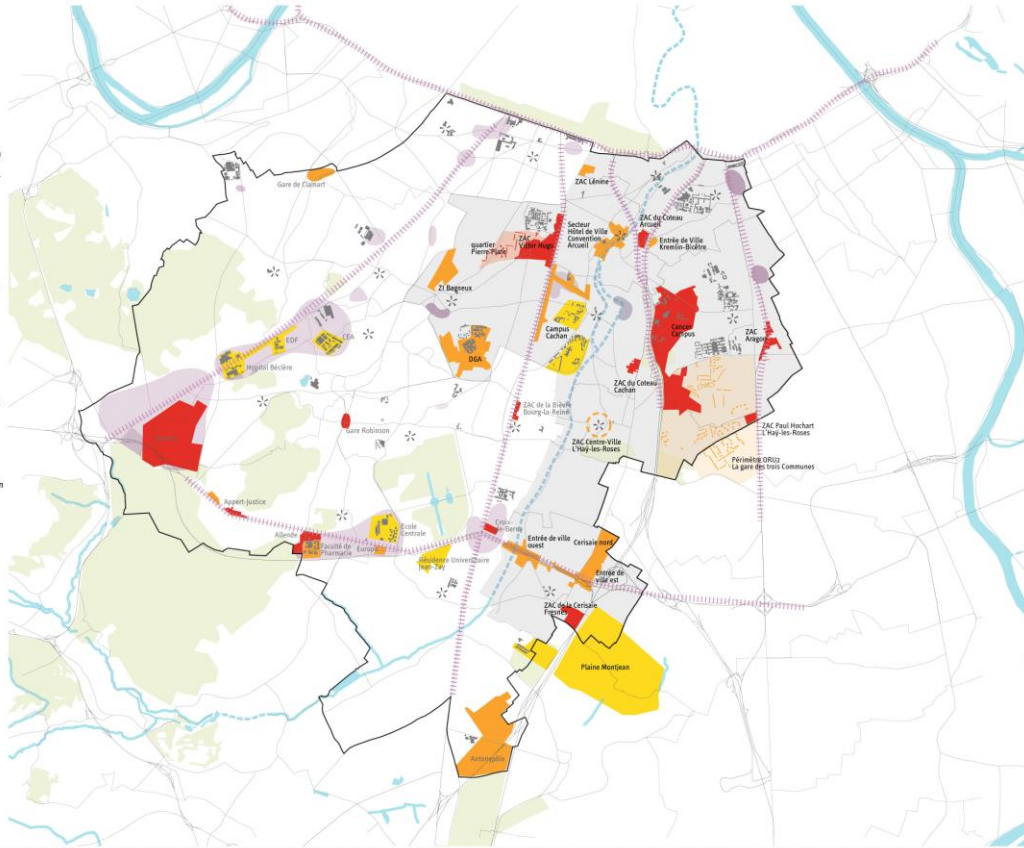 Gare de Clamart
ZAC Lénine
quartier
Pierre-Plate
ZAC
Victor Hugo
Secteur
Hôtel de Ville
Convention
Arcueil
ZAC du Coteau
Arcueil
Entrée de Ville
Kremlin-Bicêtre
ZI Bagneux
EDF
CEA
Hôpital Béclère
DGA
Campus
Cachan
Cancer
Campus
ZAC
Aragon
ZAC du Coteau
Cachan
ZAC de la Bièvre
Bourg-la-Reine
Gare Robinson
ZAC Centre-Ville
L'Haÿ-les-Roses
ZAC Paul Hochart
L'Haÿ-les-Roses
Périmètre ORU2
La gare des trois Communes
Appert-Justice
Allende
Faculté de
Pharmacie
Europe
Ecole
Centrale
Croix-
de-Berny
Résidence Universitaire
Jean-Zay
Entrée de ville
ouest
Cerisaie nord
Entrée de
ville est
ZAC de la Cerisaie
Fresnes
Plaine Montjean
Antonypôle